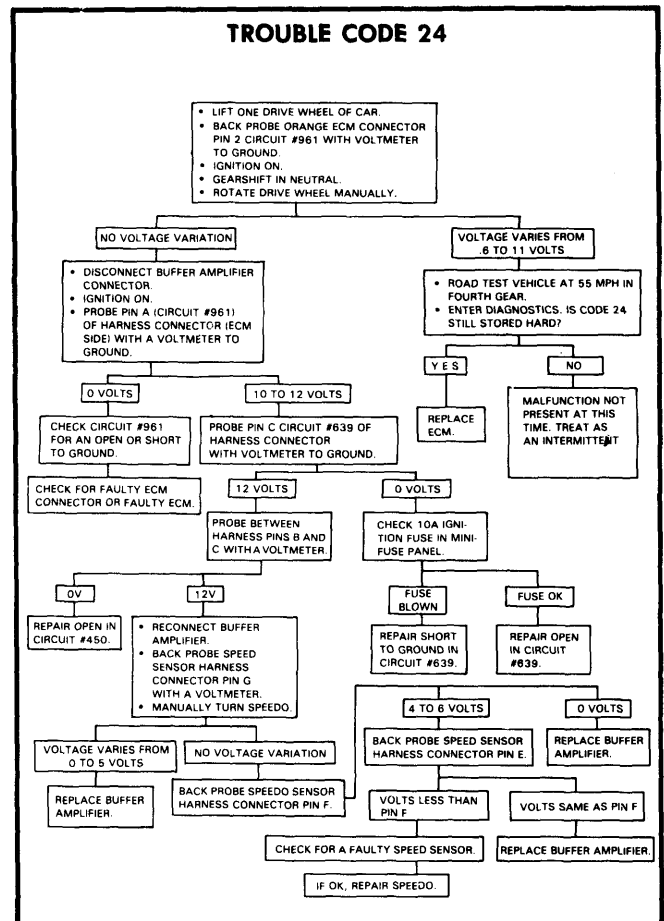 TROUBLE CODE 24
• LIFT ONE DRIVE WHEEL OF CAR.
• BACK PROBE ORANGE ECM CONNECTOR
PIN 2 CIRCUIT #961 WITH VOLTMETER
TO GROUND.
• IGNITION ON.
• GEARSHIFT IN NEUTRAL.
• ROTATE DRIVE WHEEL MANUALLY.
NO VOLTAGE VARIATION
VOLTAGE VARIES FROM
.6 TO 11 VOLTS
• DISCONNECT BUFFER AMPLIFIER
CONNECTOR.
• IGNITION ON.
• PROBE PIN A (CIRCUIT #961)
OF HARNESS CONNECTOR (ECM
SIDE) WITH A VOLTMETER TO
GROUND.
• ROAD TEST VEHICLE AT 55 MPH IN
FOURTH GEAR.
• ENTER DIAGNOSTICS. IS CODE 24
STILL STORED HARD?
YES
NO
REPLACE
ECM.
MALFUNCTION NOT
PRESENT AT THIS
TIME. TREAT AS
AN INTERMITTENT
0 VOLTS
10 TO 12 VOLTS
CHECK CIRCUIT #961
FOR AN OPEN OR SHORT
TO GROUND.
PROBE PIN C CIRCUIT #639 OF
HARNESS CONNECTOR
WITH VOLTMETER TO GROUND.
CHECK FOR FAULTY ECM
CONNECTOR OR FAULTY ECM.
12 VOLTS
0 VOLTS
PROBE BETWEEN
HARNESS PINS B AND
C WITH A VOLTMETER.
CHECK 10A IGNI-
TION FUSE IN MINI-
FUSE PANEL.
0V
12V
FUSE
BLOWN
FUSE OK
REPAIR OPEN IN
CIRCUIT #450.
• RECONNECT BUFFER
AMPLIFIER.
• BACK PROBE SPEED
SENSOR HARNESS
CONNECTOR PIN G
WITH A VOLTMETER.
• MANUALLY TURN SPEEDO.
REPAIR SHORT
TO GROUND IN
CIRCUIT #639.
REPAIR OPEN
IN CIRCUIT
#639.
4 TO 6 VOLTS
0 VOLTS
VOLTAGE VARIES FROM
0 TO 5 VOLTS
NO VOLTAGE VARIATION
BACK PROBE SPEED SENSOR
HARNESS CONNECTOR PIN E.
REPLACE BUFFER
AMPLIFIER.
REPLACE BUFFER
AMPLIFIER.
BACK PROBE SPEEDO SENSOR
HARNESS CONNECTOR PIN F.
VOLTS LESS THAN
PIN F
VOLTS SAME AS PIN F
CHECK FOR A FAULTY SPEED SENSOR.
REPLACE BUFFER AMPLIFIER.
IF OK, REPAIR SPEEDO.